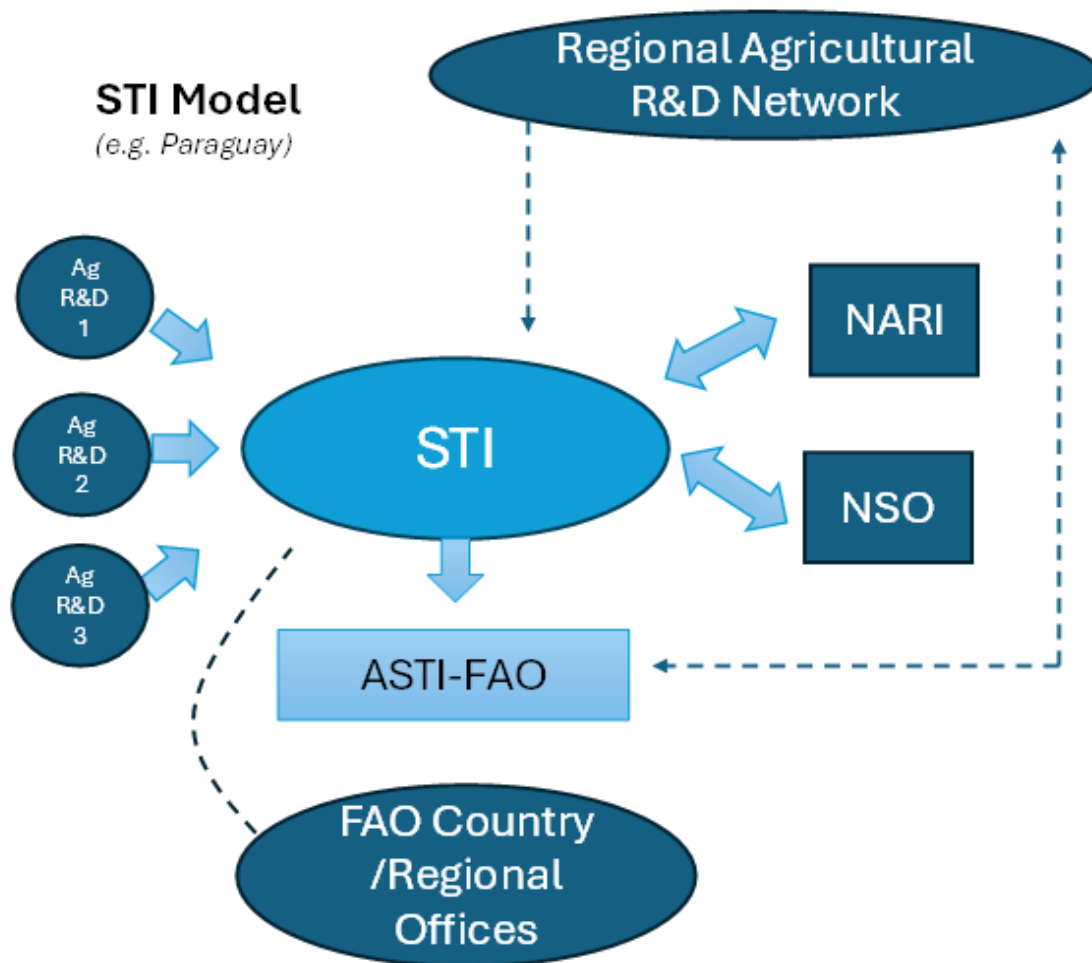 Regional Agricultural
R&D Network
STI Model
(e.g. Paraguay)
Ag
R&D
1
NARI
Ag
R&D
2
STI
NSO
Ag
R&D
3
ASTI-FAO
FAO Country
/Regional
Offices